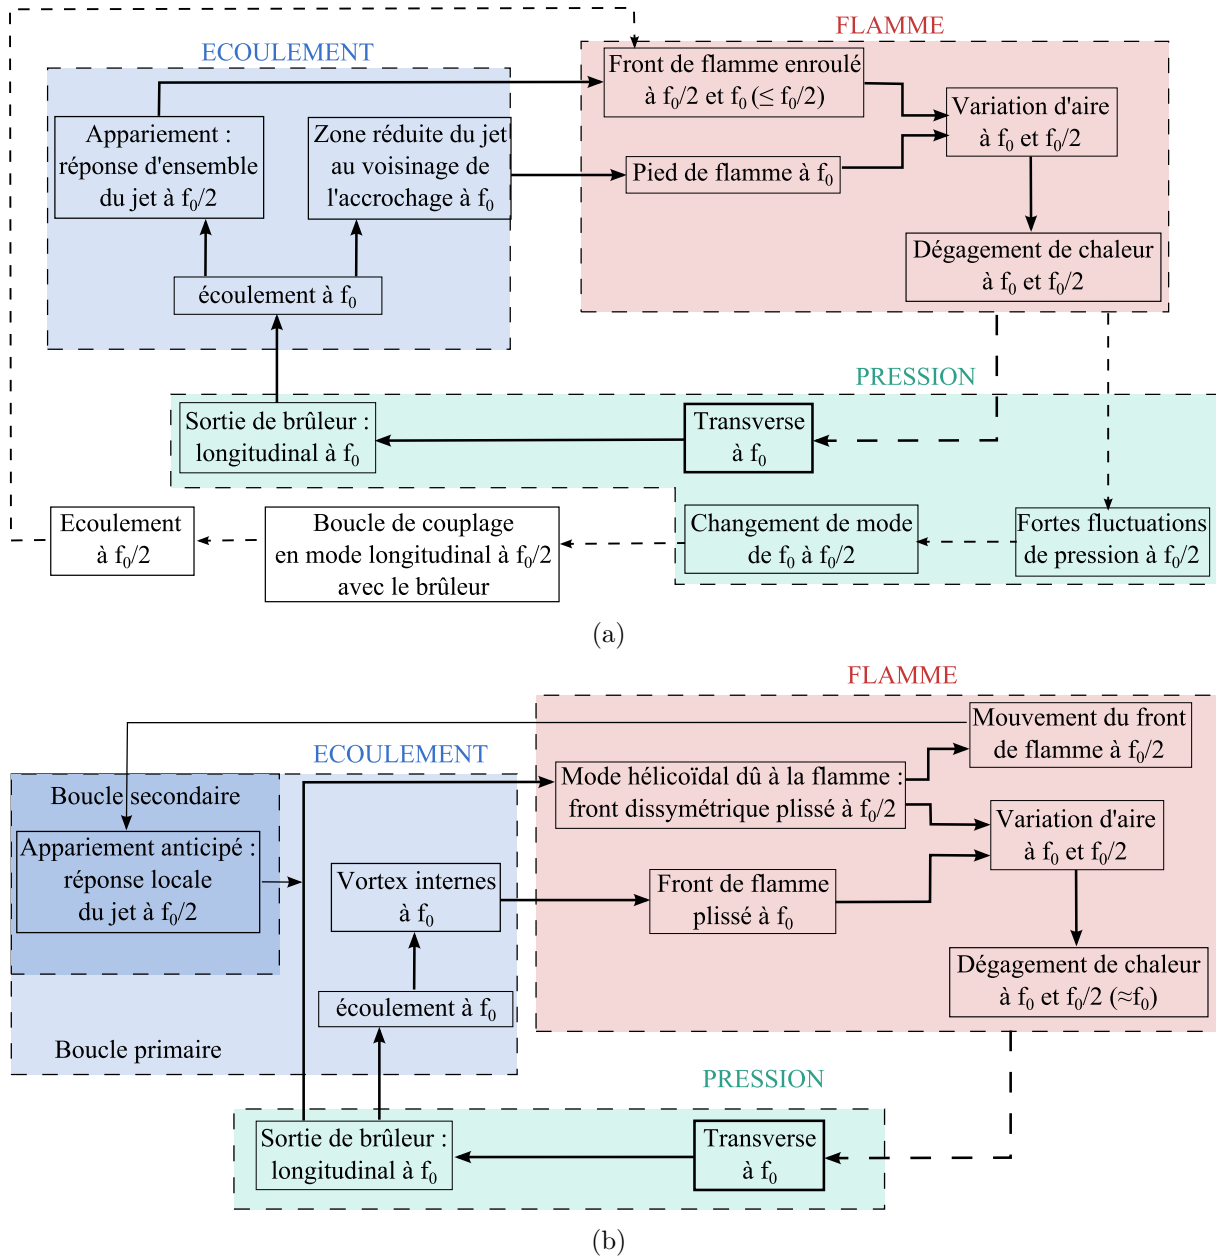 FLAMME
ECOULEMENT
Front de flamme enroulé
à f₀/2 et f₀ (≤ f₀/2)
Variation d'aire
à f₀ et f₀/2
Appariement :
réponse d'ensemble
du jet à f₀/2
Zone réduite du jet
au voisinage de
l'accrochage à f₀
Pied de flamme à f₀
Dégagement de chaleur
à f₀ et f₀/2
écoulement à f₀
PRESSION
Sortie de brûleur :
longitudinal à f₀
Transverse
à f₀
Ecoulement
à f₀/2
Boucle de couplage
en mode longitudinal à f₀/2
avec le brûleur
Changement de mode
de f₀ à f₀/2
Fortes fluctuations
de pression à f₀/2
(a)
FLAMME
ECOULEMENT
Mouvement du front
de flamme à f₀/2
Boucle secondaire
Mode hélicoïdal dû à la flamme :
front dissymétrique plissé à f₀/2
Appariement anticipé :
réponse locale
du jet à f₀/2
Vortex internes
à f₀
Front de flamme
plissé à f₀
Variation d'aire
à f₀ et f₀/2
Dégagement de chaleur
à f₀ et f₀/2 (≈f₀)
écoulement à f₀
Boucle primaire
PRESSION
Sortie de brûleur :
longitudinal à f₀
Transverse
à f₀
(b)